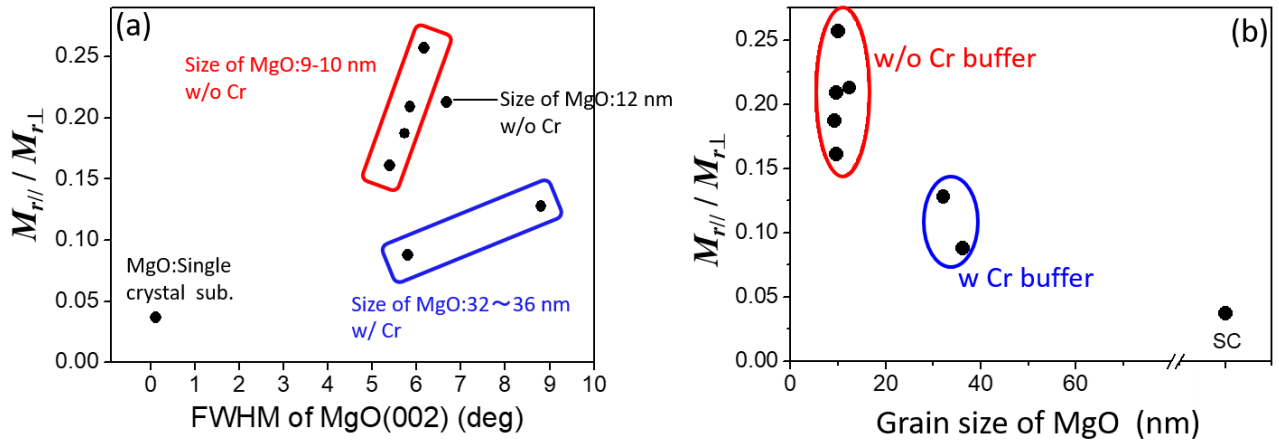 (a)
0.25
0.20
0.15
0.10
0.05
0.00
M_r// / M_r⊥
Size of MgO:9-10 nm
w/o Cr
Size of MgO:12 nm
w/o Cr
MgO:Single
crystal sub.
Size of MgO:32～36 nm
w/ Cr
0 1 2 3 4 5 6 7 8 9 10
FWHM of MgO(002) (deg)
(b)
0.25
0.20
0.15
0.10
0.05
0.00
M_r// / M_r⊥
w/o Cr buffer
w Cr buffer
SC
0 20 40 60
Grain size of MgO (nm)